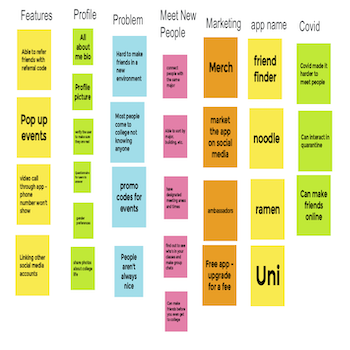 Features
Able to refer
friends with
referral code
Pop up
events
video call
through app -
phone
number won't
show
Linking other
social media
accounts
Profile
All
about
me bio
Profile
picture
verify the user
to make sure
they are real
gender
preferences
share photos
about college
life
Problem
Hard to make
friends in a
new
environment
Most people
come to
college not
knowing
anyone
promo
codes for
events
People
aren't
always
nice
Meet New
People
connect
people with
the same
major
able to sort by
major,
building, etc.
have
designated
meeting areas
and times
find out to see
who's in your
classes and
make group
chats
Can make
friends before
you even get
to college
Marketing
Merch
market
the app
on social
media
ambassadors
Free app -
upgrade
for a fee
app name
friend
finder
noodle
ramen
Uni
Covid
Covid made it
harder to
meet people
Can interact in
quarantine
Can make
friends
online